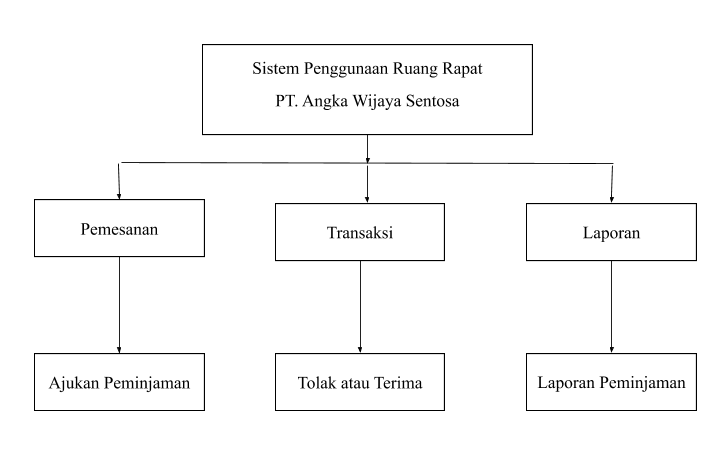 Sistem Penggunaan Ruang Rapat
PT. Angka Wijaya Sentosa
Pemesanan
Transaksi
Laporan
Ajukan Peminjaman
Tolak atau Terima
Laporan Peminjaman